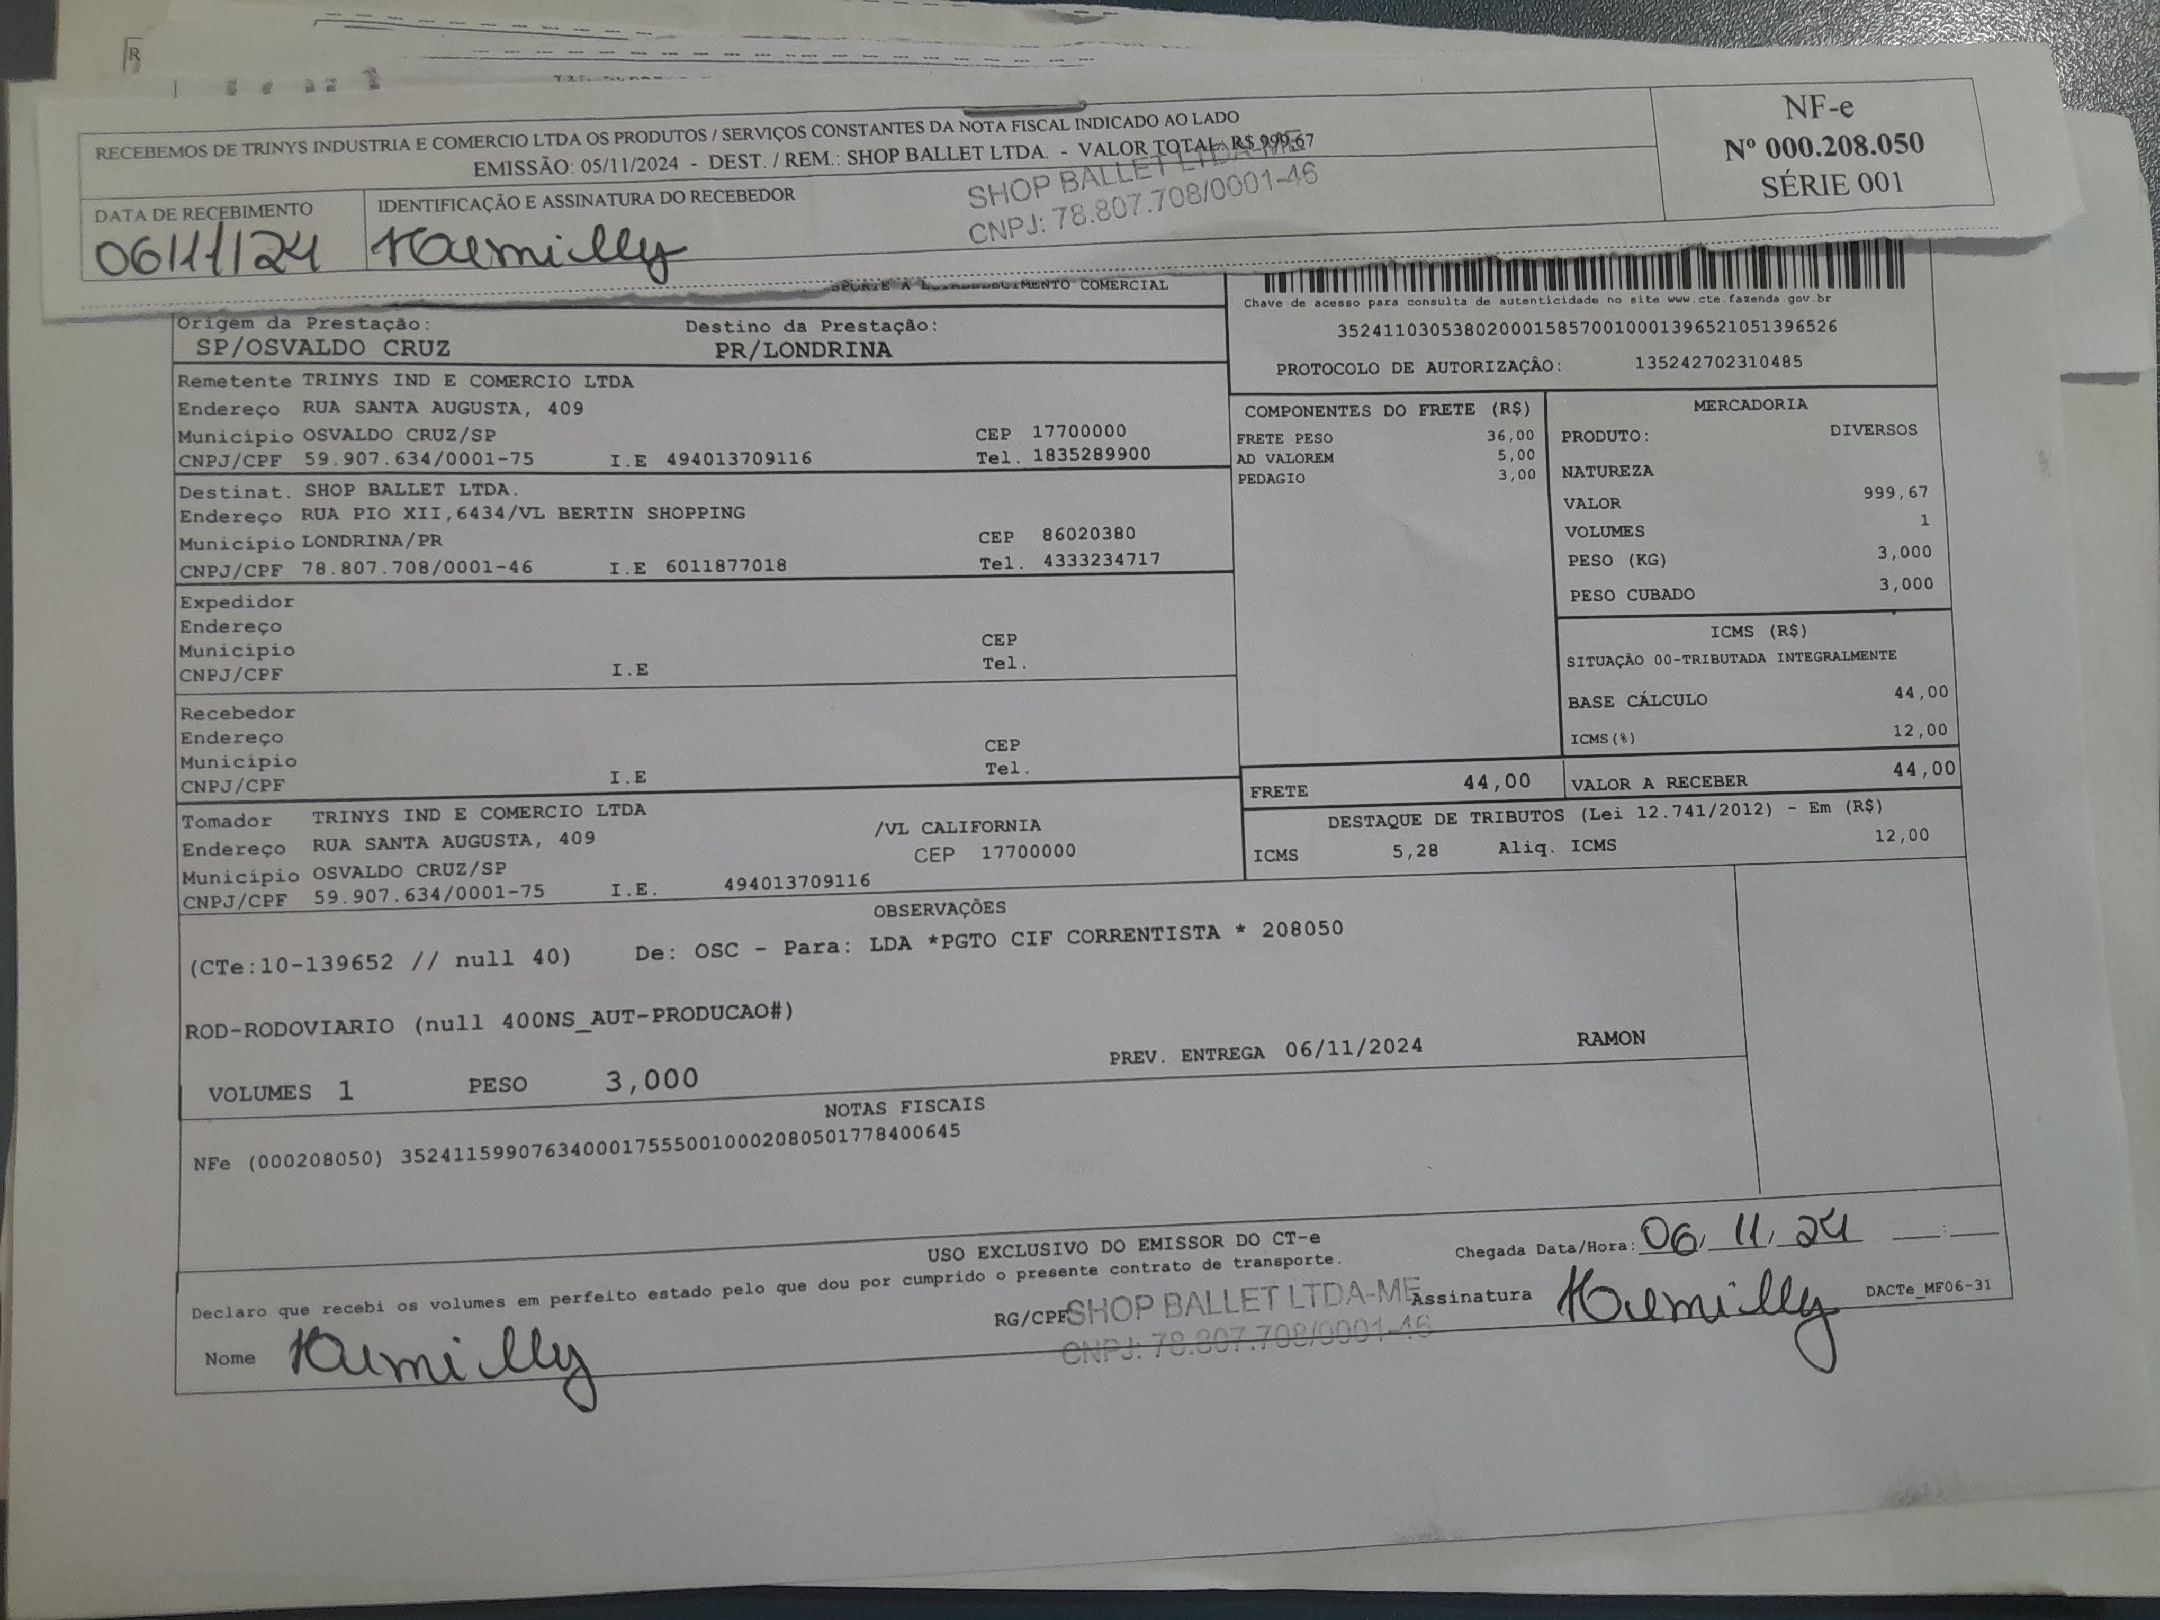 RECEBEMOS DE TRINYS INDUSTRIA E COMERCIO LTDA OS PRODUTOS / SERVIÇOS CONSTANTES DA NOTA FISCAL INDICADO AO LADO
EMISSÃO: 05/11/2024 - DEST. / REM.: SHOP BALLET LTDA. - VALOR TOTAL: R$ 999,67
NF-e
Nº 000.208.050
SÉRIE 001
DATA DE RECEBIMENTO
06/11/24
IDENTIFICAÇÃO E ASSINATURA DO RECEBEDOR
SHOP BALLET LTDA-ME
CNPJ: 78.807.708/0001-46
COMERCIAL
Chave de acesso para consulta de autenticidade no site www.cte.fazenda.gov.br
35241103053802000158570010001396521051396526
PROTOCOLO DE AUTORIZAÇÃO: 135242702310485
Origem da Prestação: Destino da Prestação:
SP/OSVALDO CRUZ PR/LONDRINA
Remetente TRINYS IND E COMERCIO LTDA
Endereço RUA SANTA AUGUSTA, 409
Município OSVALDO CRUZ/SP CEP 17700000
CNPJ/CPF 59.907.634/0001-75 I.E 494013709116 Tel. 1835289900
Destinat. SHOP BALLET LTDA.
Endereço RUA PIO XII,6434/VL BERTIN SHOPPING
Município LONDRINA/PR CEP 86020380
CNPJ/CPF 78.807.708/0001-46 I.E 6011877018 Tel. 4333234717
Expedidor
Endereço
Município CEP
CNPJ/CPF I.E Tel.
Recebedor
Endereço
Município CEP
CNPJ/CPF I.E Tel.
Tomador TRINYS IND E COMERCIO LTDA
Endereço RUA SANTA AUGUSTA, 409 /VL CALIFORNIA
Município OSVALDO CRUZ/SP CEP 17700000
CNPJ/CPF 59.907.634/0001-75 I.E. 494013709116
COMPONENTES DO FRETE (R$)
FRETE PESO 36,00
AD VALOREM 5,00
PEDAGIO 3,00
MERCADORIA
PRODUTO: DIVERSOS
NATUREZA
VALOR 999,67
VOLUMES 1
PESO (KG) 3,000
PESO CUBADO 3,000
ICMS (R$)
SITUAÇÃO 00-TRIBUTADA INTEGRALMENTE
BASE CÁLCULO 44,00
ICMS(%) 12,00
FRETE 44,00 VALOR A RECEBER 44,00
DESTAQUE DE TRIBUTOS (Lei 12.741/2012) - Em (R$)
ICMS 5,28 Aliq. ICMS 12,00
OBSERVAÇÕES
(CTe:10-139652 // null 40) De: OSC - Para: LDA *PGTO CIF CORRENTISTA * 208050
ROD-RODOVIARIO (null 400NS_AUT-PRODUCAO#)
VOLUMES 1 PESO 3,000 PREV. ENTREGA 06/11/2024 RAMON
NOTAS FISCAIS
NFe (000208050) 35241159907634000175550010002080501778400645
USO EXCLUSIVO DO EMISSOR DO CT-e
Chegada Data/Hora: 06/11/24 __:__
Declaro que recebi os volumes em perfeito estado pelo que dou por cumprido o presente contrato de transporte.
Nome RG/CPF Assinatura DACTe_MF06-31
SHOP BALLET LTDA-ME
CNPJ: 78.807.708/0001-46